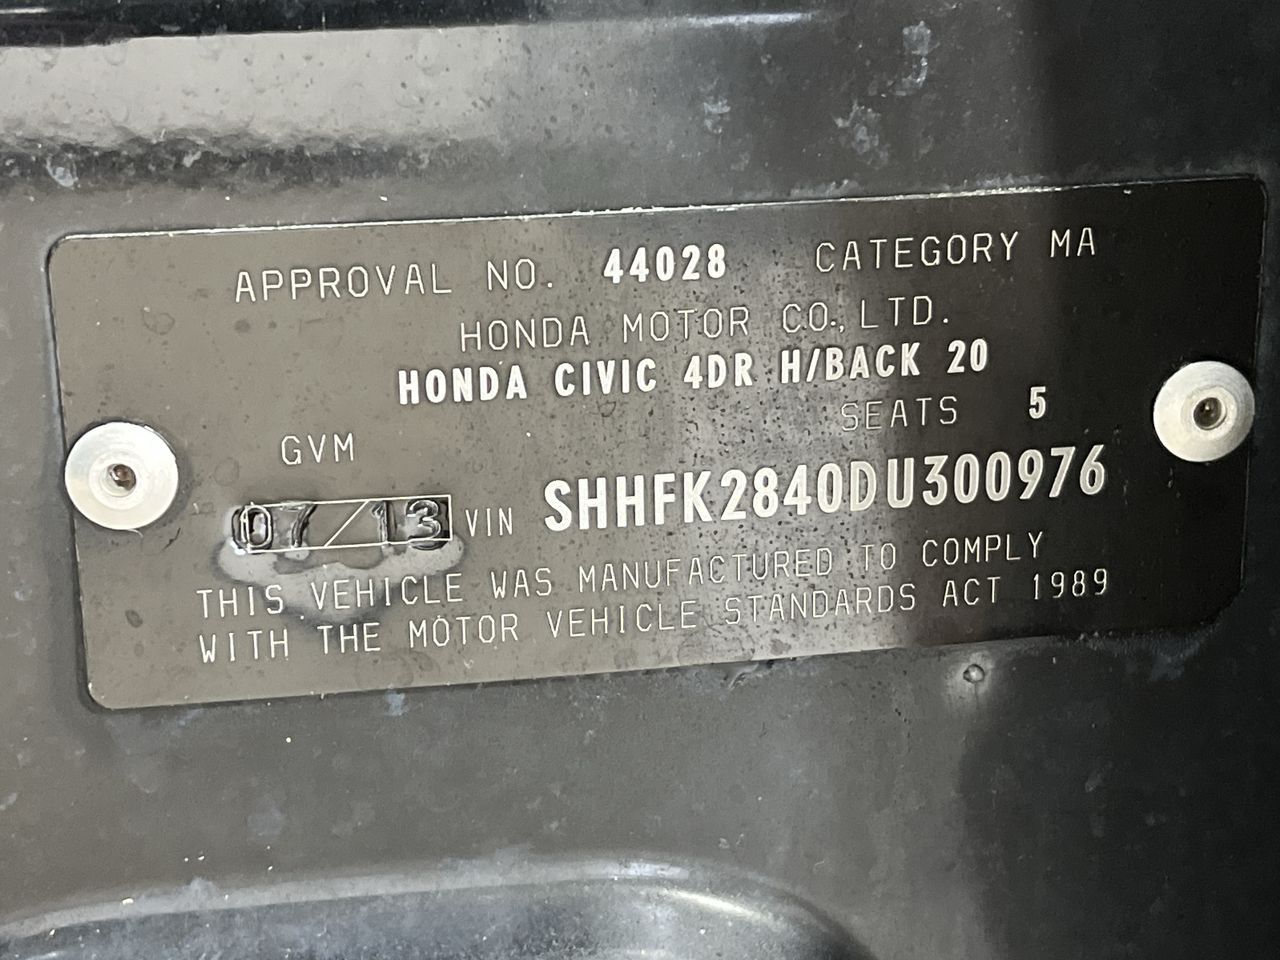 APPROVAL NO. 44028 CATEGORY MA
HONDA MOTOR CO., LTD.
HONDA CIVIC 4DR H/BACK 20
SEATS 5
GVM
07/13 VIN SHHFK2840DU300976
THIS VEHICLE WAS MANUFACTURED TO COMPLY
WITH THE MOTOR VEHICLE STANDARDS ACT 1989